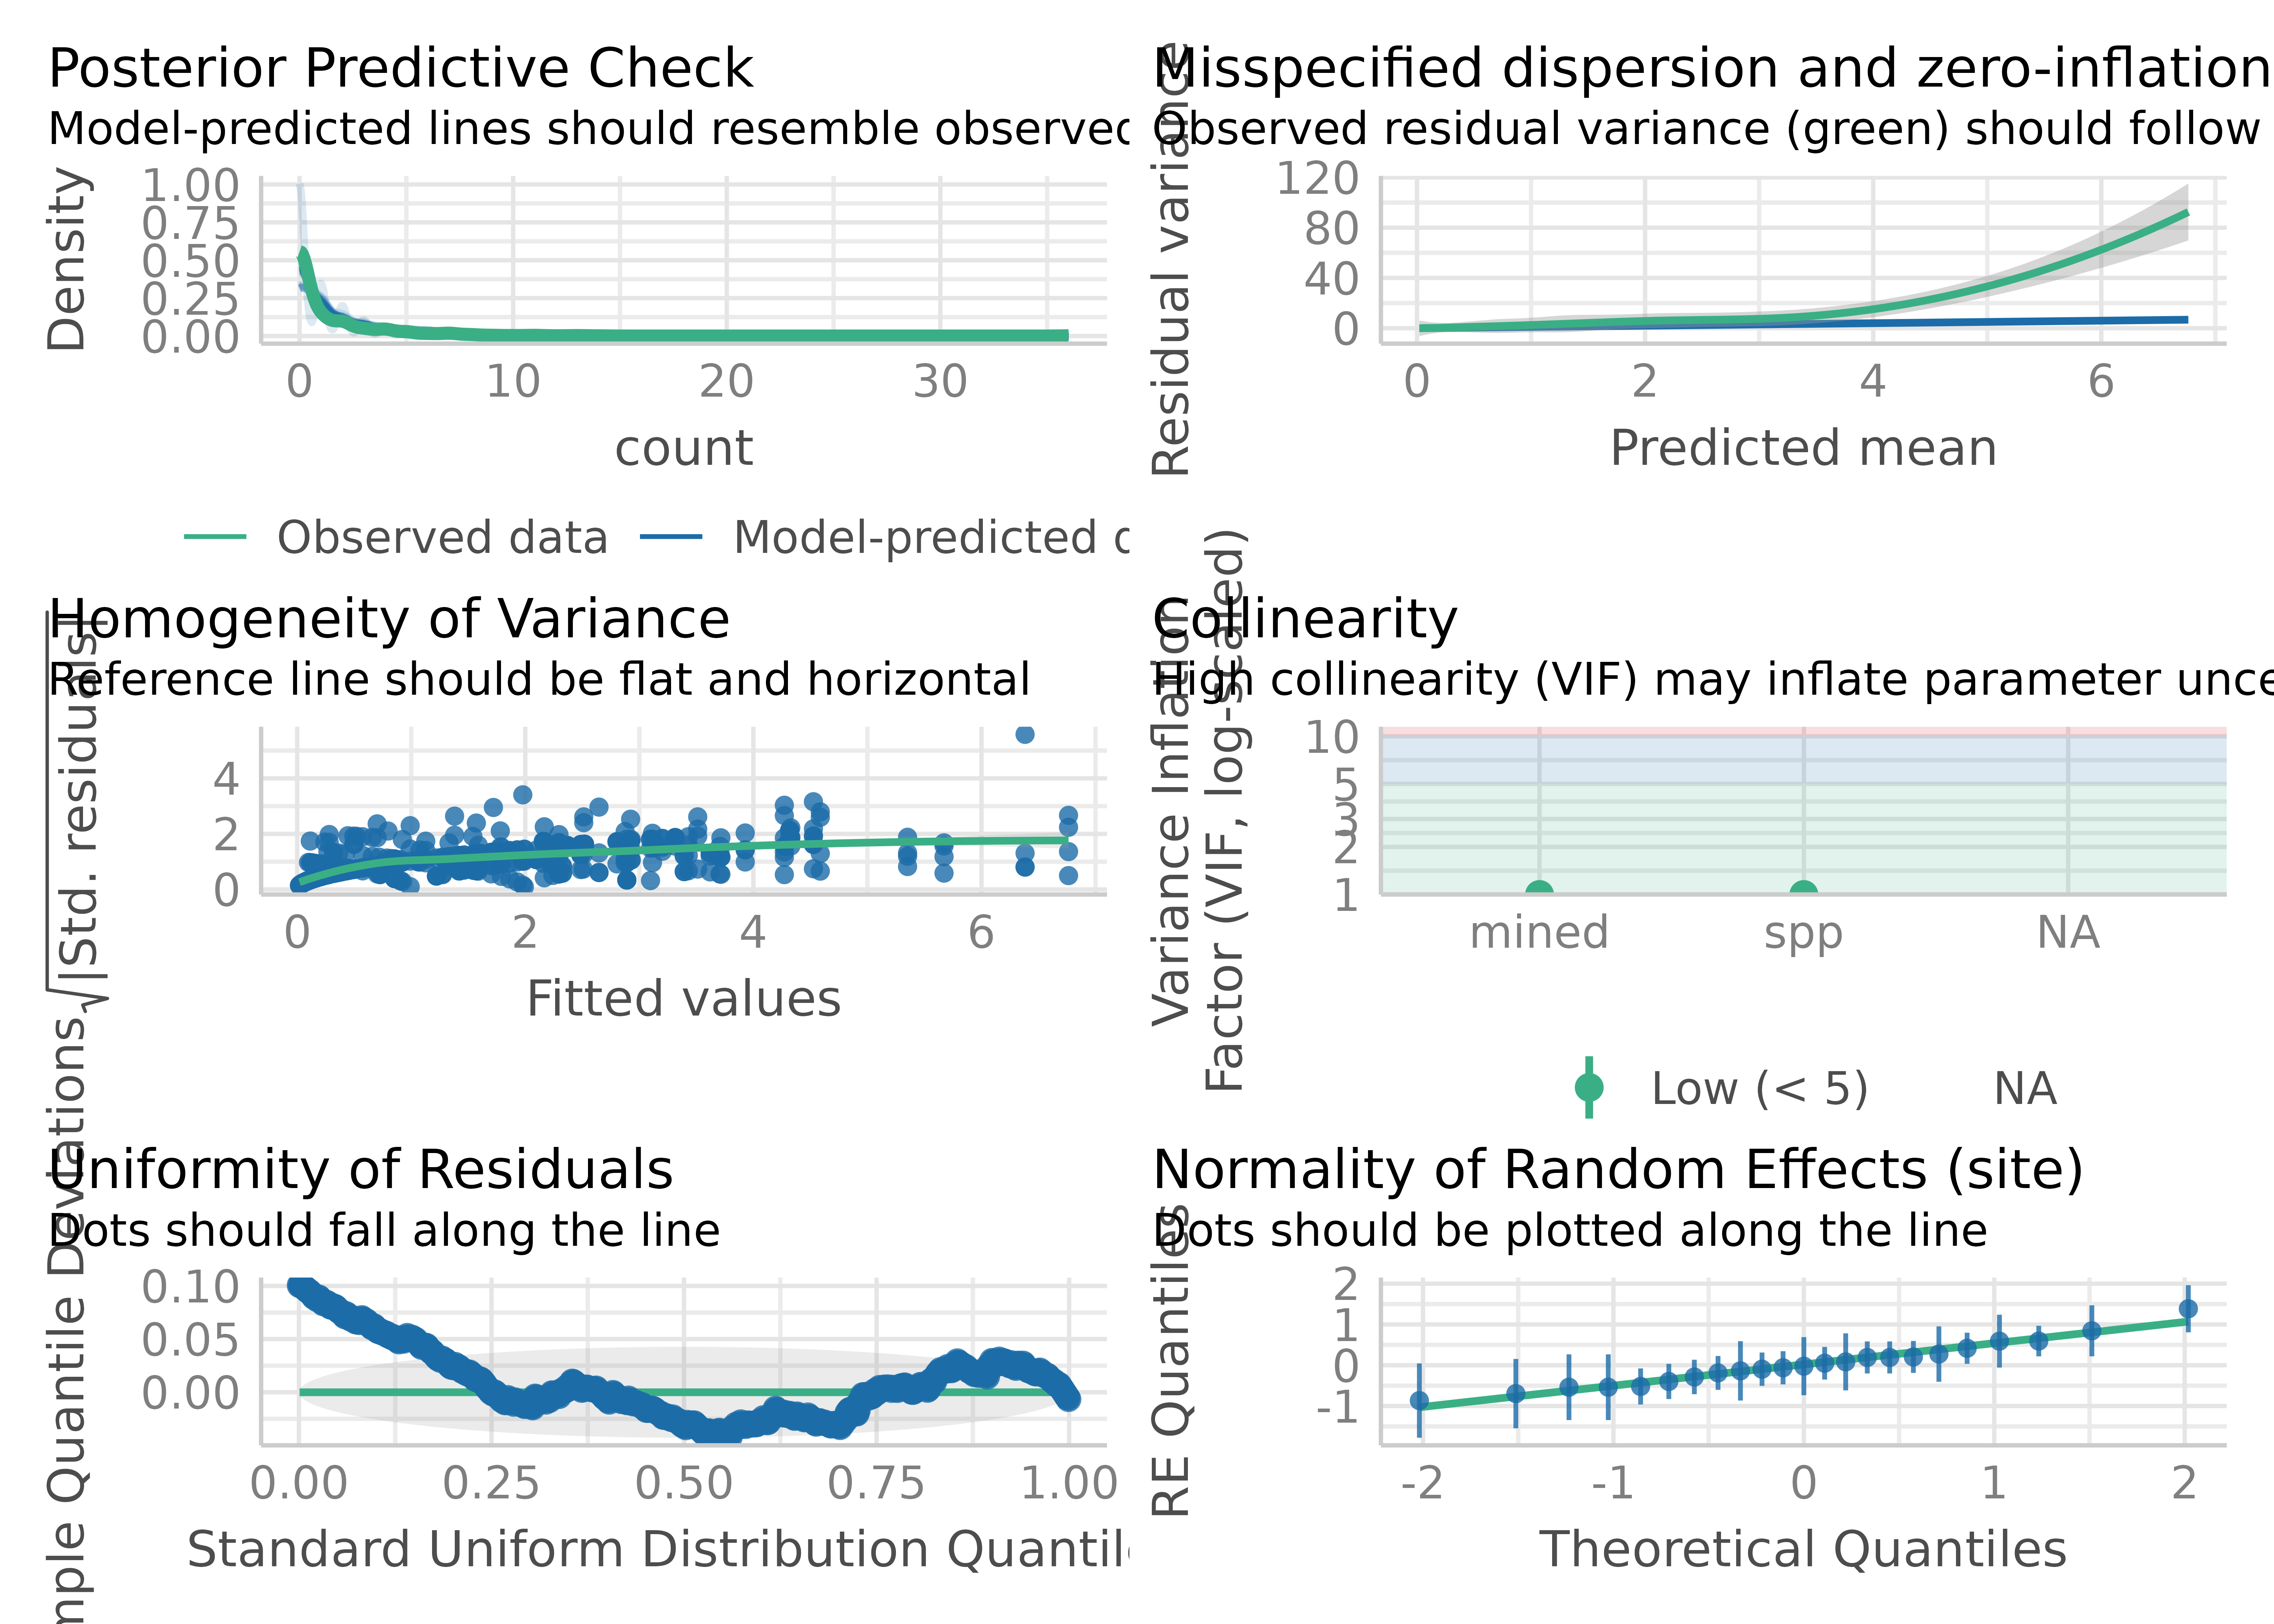 Posterior Predictive Check
Model-predicted lines should resemble observed
Density
1.00
0.75
0.50
0.25
0.00
0 10 20 30
count
Observed data Model-predicted
Misspecified dispersion and zero-inflation
Observed residual variance (green) should follow
Residual variance
120
80
40
0
0 2 4 6
Predicted mean
Homogeneity of Variance
Reference line should be flat and horizontal
√|Std. residuals|
4
2
0
0 2 4 6
Fitted values
Collinearity
High collinearity (VIF) may inflate parameter unce
Variance Inflation
Factor (VIF, log-scaled)
10
5
3
2
1
mined spp NA
Low (< 5) NA
Uniformity of Residuals
Dots should fall along the line
mple Quantile Deviations
0.10
0.05
0.00
0.00 0.25 0.50 0.75 1.00
Standard Uniform Distribution Quantil
Normality of Random Effects (site)
Dots should be plotted along the line
RE Quantiles
2
1
0
-1
-2 -1 0 1 2
Theoretical Quantiles